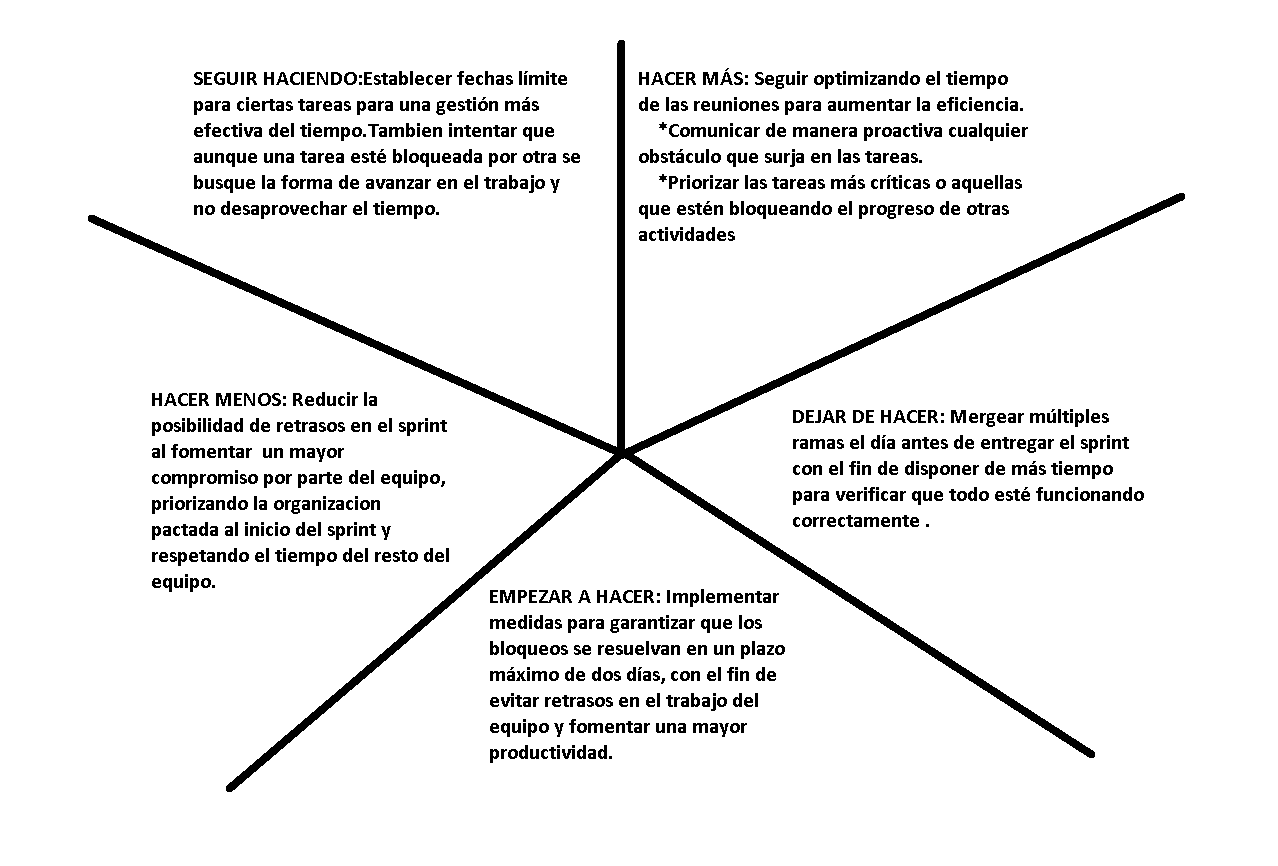 SEGUIR HACIENDO:Establecer fechas límite
para ciertas tareas para una gestión más
efectiva del tiempo.Tambien intentar que
aunque una tarea esté bloqueada por otra se
busque la forma de avanzar en el trabajo y
no desaprovechar el tiempo.
HACER MÁS: Seguir optimizando el tiempo
de las reuniones para aumentar la eficiencia.
*Comunicar de manera proactiva cualquier
obstáculo que surja en las tareas.
*Priorizar las tareas más críticas o aquellas
que estén bloqueando el progreso de otras
actividades
HACER MENOS: Reducir la
posibilidad de retrasos en el sprint
al fomentar  un mayor
compromiso por parte del equipo,
priorizando la organizacion
pactada al inicio del sprint y
respetando el tiempo del resto del
equipo.
DEJAR DE HACER: Mergear múltiples
ramas el día antes de entregar el sprint
con el fin de disponer de más tiempo
para verificar que todo esté funcionando
correctamente .
EMPEZAR A HACER: Implementar
medidas para garantizar que los
bloqueos se resuelvan en un plazo
máximo de dos días, con el fin de
evitar retrasos en el trabajo del
equipo y fomentar una mayor
productividad.